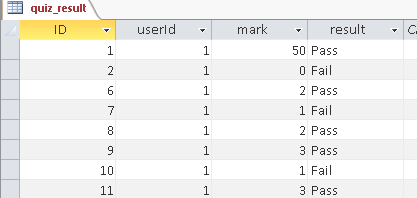 quiz_result
ID userId mark result
1 1 50 Pass
2 1 0 Fail
6 1 2 Pass
7 1 1 Fail
8 1 2 Pass
9 1 3 Pass
10 1 1 Fail
11 1 3 Pass